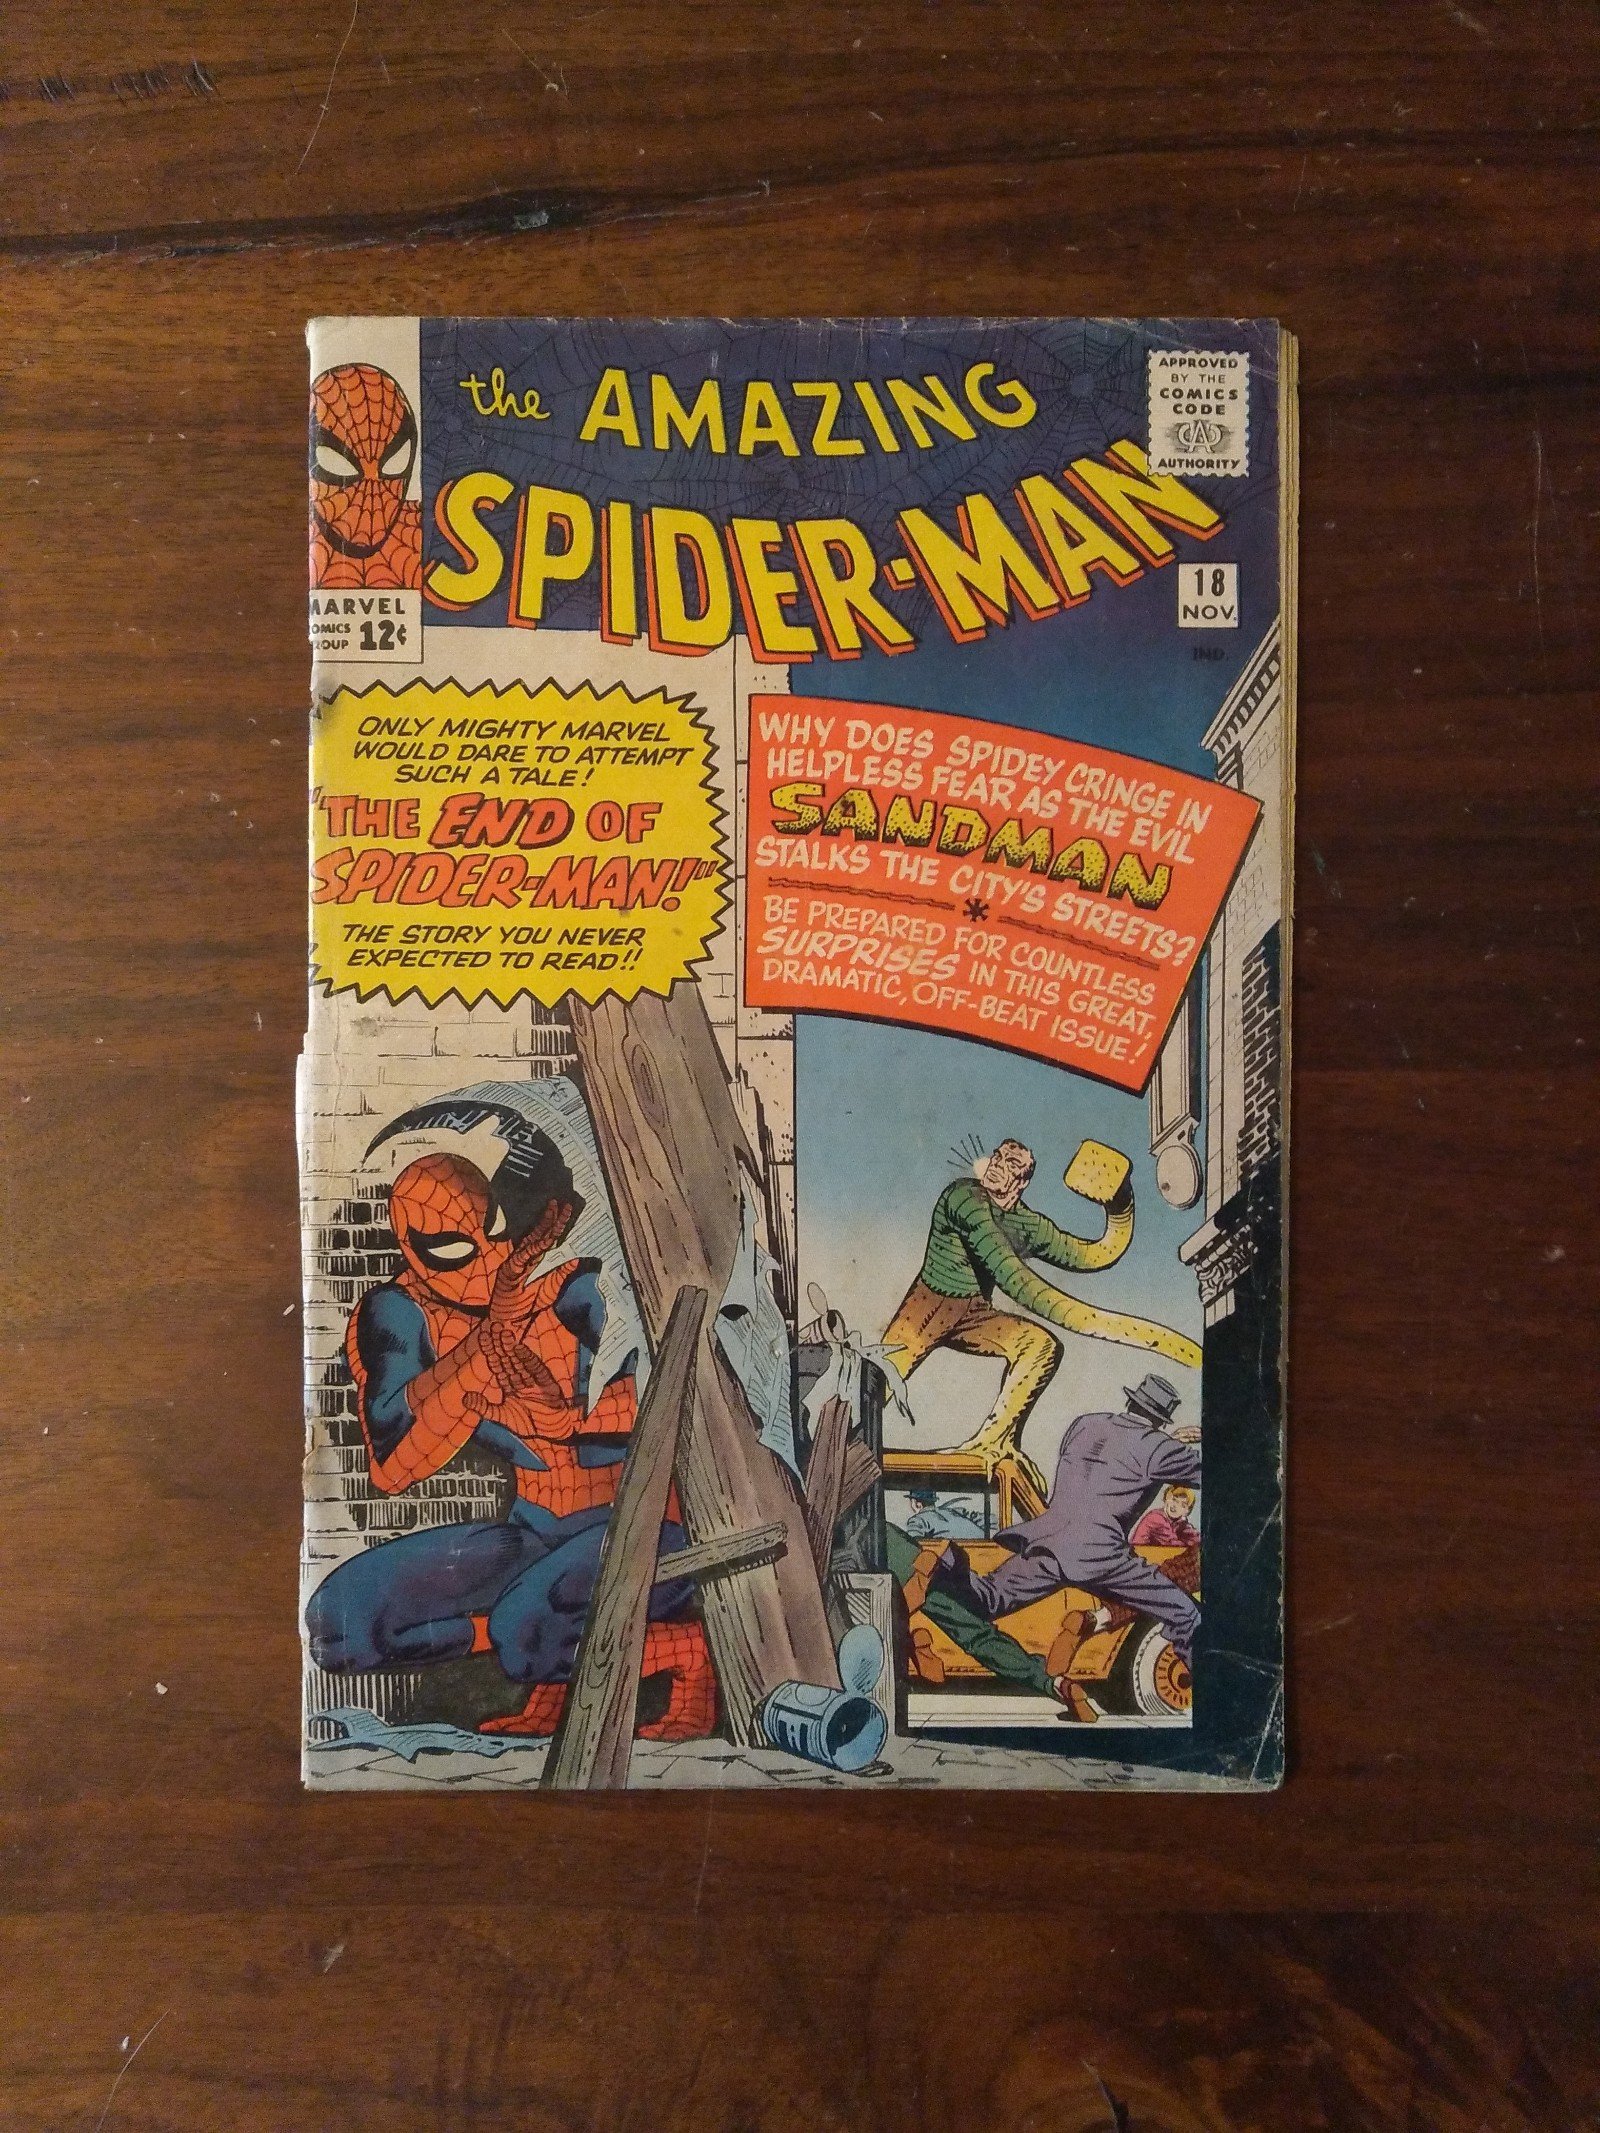 the AMAZING
SPIDER-MAN
APPROVED
BY THE
COMICS
CODE
CA
AUTHORITY
18
NOV.
IND.
MARVEL
COMICS
GROUP 12¢
ONLY MIGHTY MARVEL
WOULD DARE TO ATTEMPT
SUCH A TALE!
"THE END OF
SPIDER-MAN!"
THE STORY YOU NEVER
EXPECTED TO READ!!
WHY DOES SPIDEY CRINGE IN
HELPLESS FEAR AS THE EVIL
SANDMAN
STALKS THE CITY'S STREETS?
*
BE PREPARED FOR COUNTLESS
SURPRISES IN THIS GREAT,
DRAMATIC, OFF-BEAT ISSUE!